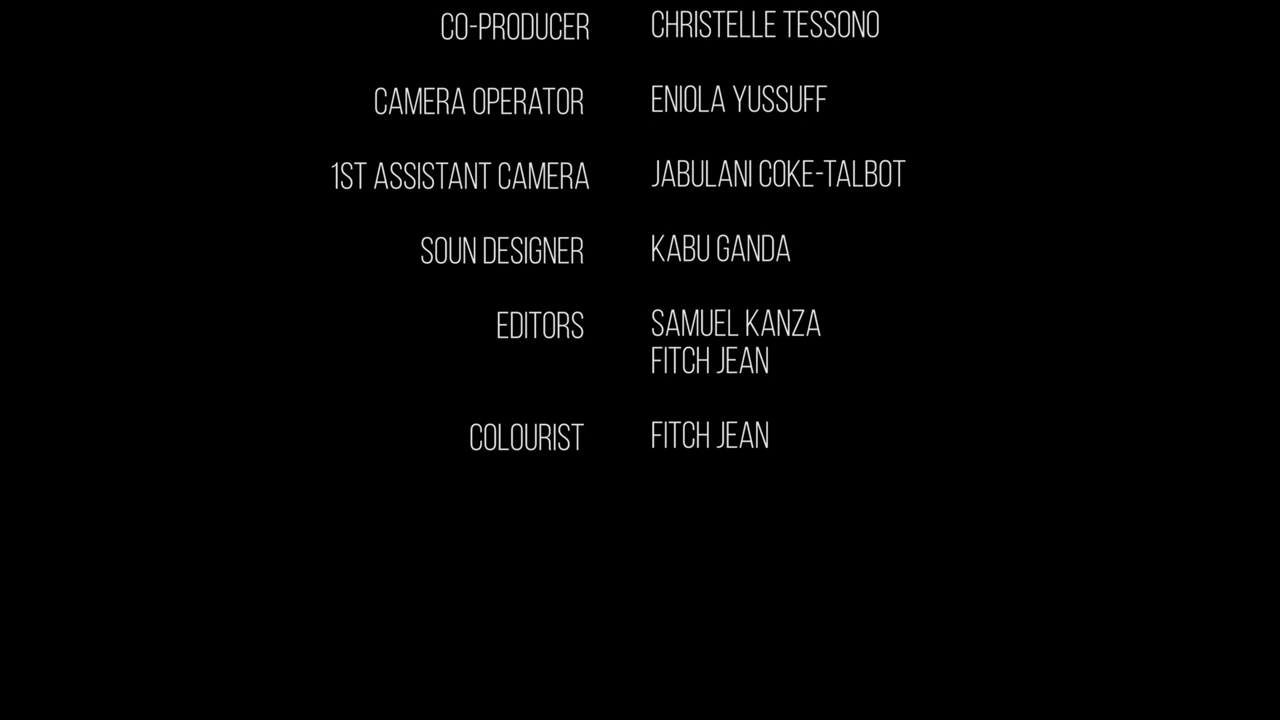 CO-PRODUCER CHRISTELLE TESSONO
CAMERA OPERATOR ENIOLA YUSSUFF
1ST ASSISTANT CAMERA JABULANI COKE-TALBOT
SOUN DESIGNER KABU GANDA
EDITORS SAMUEL KANZA
FITCH JEAN
COLOURIST FITCH JEAN